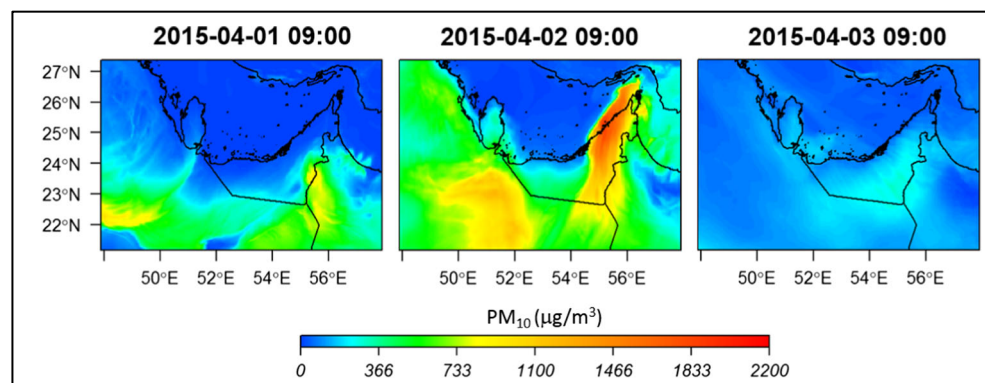 2015-04-01 09:00 2015-04-02 09:00 2015-04-03 09:00
27°N
26°N
25°N
24°N
23°N
22°N
50°E 52°E 54°E 56°E 50°E 52°E 54°E 56°E 50°E 52°E 54°E 56°E
PM₁₀ (µg/m³)
0 366 733 1100 1466 1833 2200